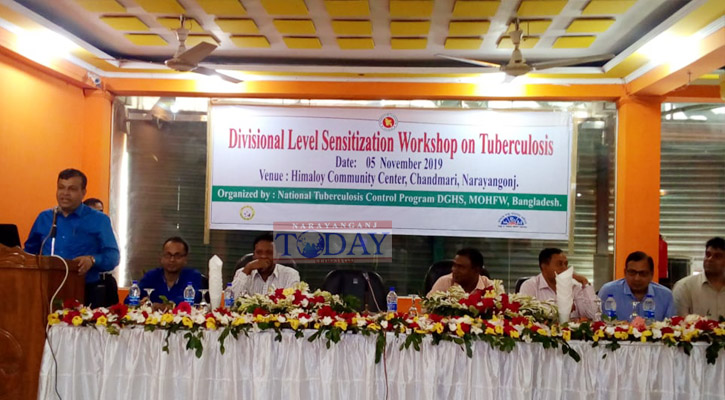 Divisional Level Sensitization Workshop on Tuberculosis
Date: 05 November 2019
Venue : Himaloy Community Center, Chandmari, Narayangonj.
Organized by : National Tuberculosis Control Program DGHS, MOHFW, Bangladesh.
NARAYANGANJ
TODAY